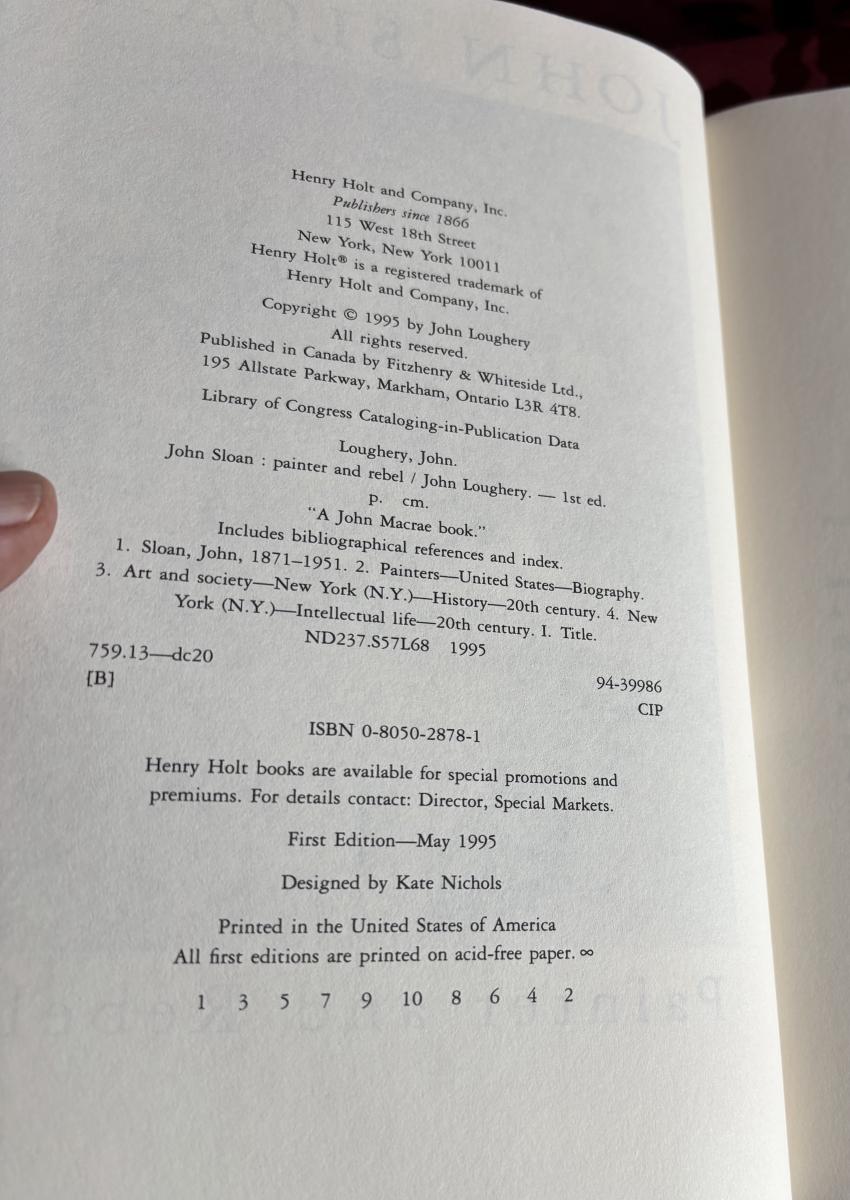 Henry Holt and Company, Inc.
Publishers since 1866
115 West 18th Street
New York, New York 10011
Henry Holt® is a registered trademark of
Henry Holt and Company, Inc.
Copyright © 1995 by John Loughery
All rights reserved.
Published in Canada by Fitzhenry & Whiteside Ltd.,
195 Allstate Parkway, Markham, Ontario L3R 4T8.
Library of Congress Cataloging-in-Publication Data
Loughery, John.
John Sloan : painter and rebel / John Loughery. — 1st ed.
p. cm.
“A John Macrae book.”
Includes bibliographical references and index.
1. Sloan, John, 1871–1951. 2. Painters—United States—Biography.
3. Art and society—New York (N.Y.)—History—20th century. 4. New
York (N.Y.)—Intellectual life—20th century. I. Title.
ND237.S57L68 1995
759.13—dc20
94-39986
[B]
CIP
ISBN 0-8050-2878-1
Henry Holt books are available for special promotions and
premiums. For details contact: Director, Special Markets.
First Edition—May 1995
Designed by Kate Nichols
Printed in the United States of America
All first editions are printed on acid-free paper. ∞
1 3 5 7 9 10 8 6 4 2